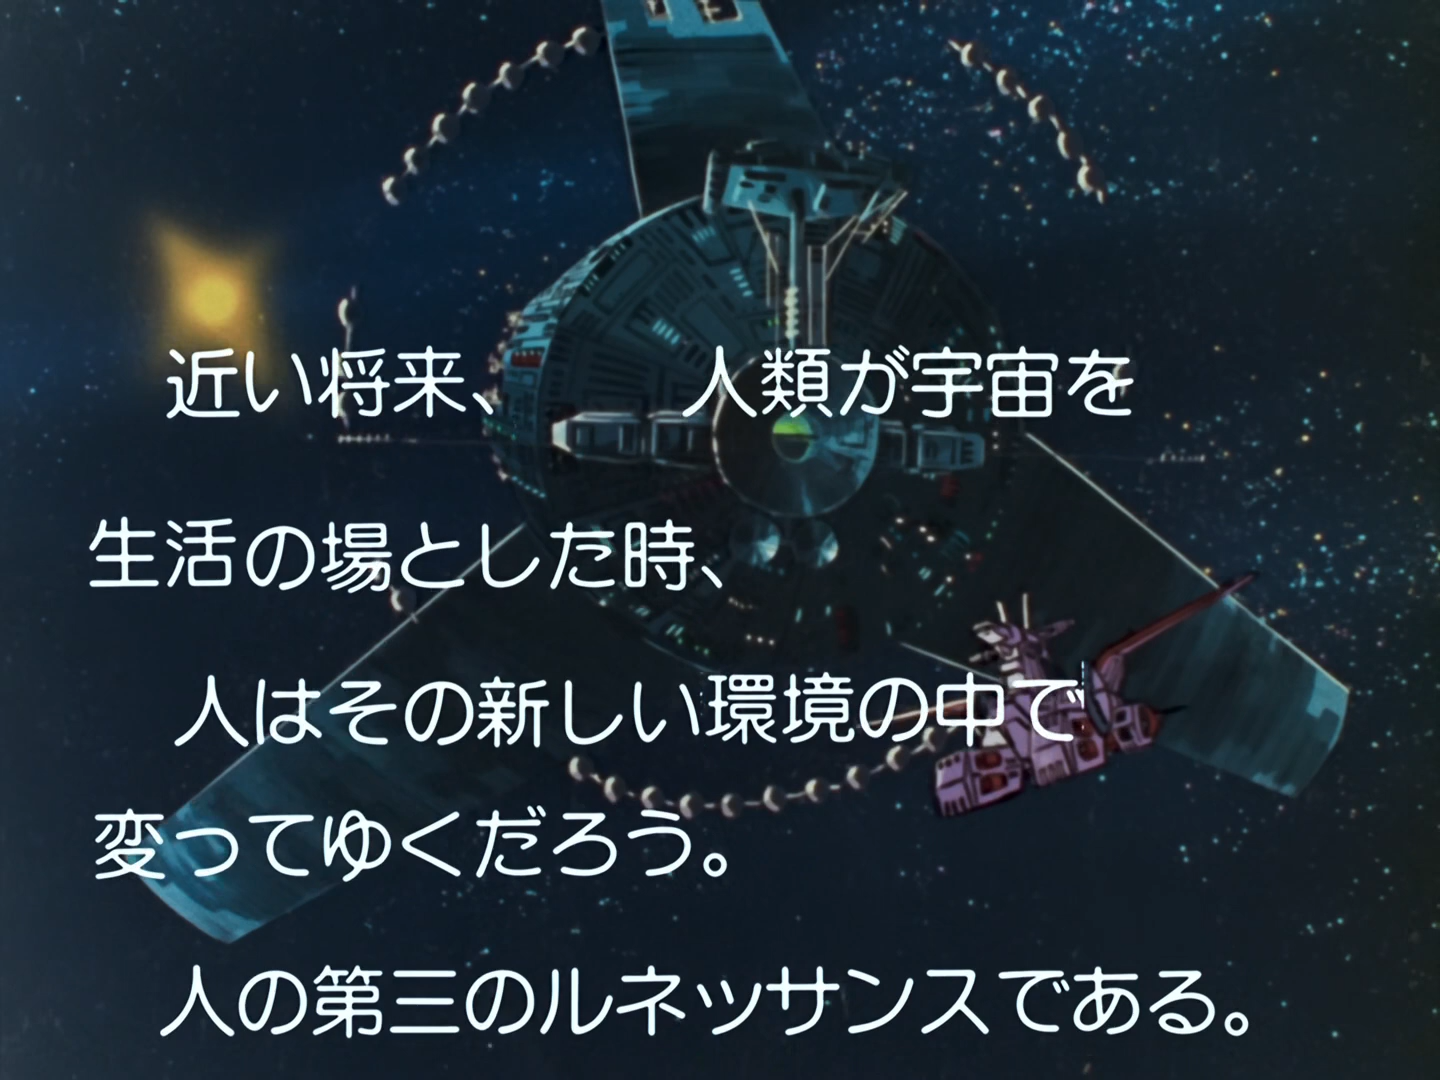 近い将来、　人類が宇宙を
生活の場とした時、
人はその新しい環境の中で
変ってゆくだろう。
人の第三のルネッサンスである。